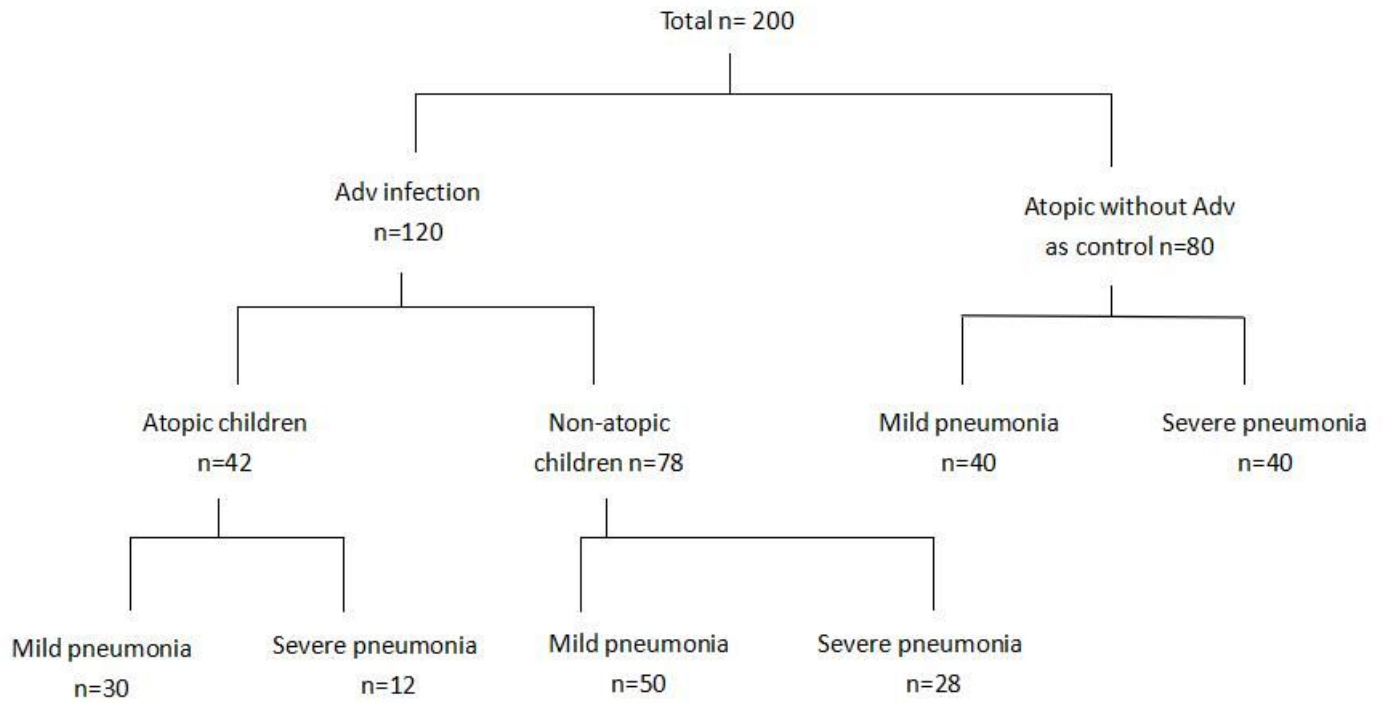 Total n= 200
Adv infection
n=120
Atopic without Adv
as control n=80
Atopic children
n=42
Non-atopic
children n=78
Mild pneumonia
n=40
Severe pneumonia
n=40
Mild pneumonia
n=30
Severe pneumonia
n=12
Mild pneumonia
n=50
Severe pneumonia
n=28